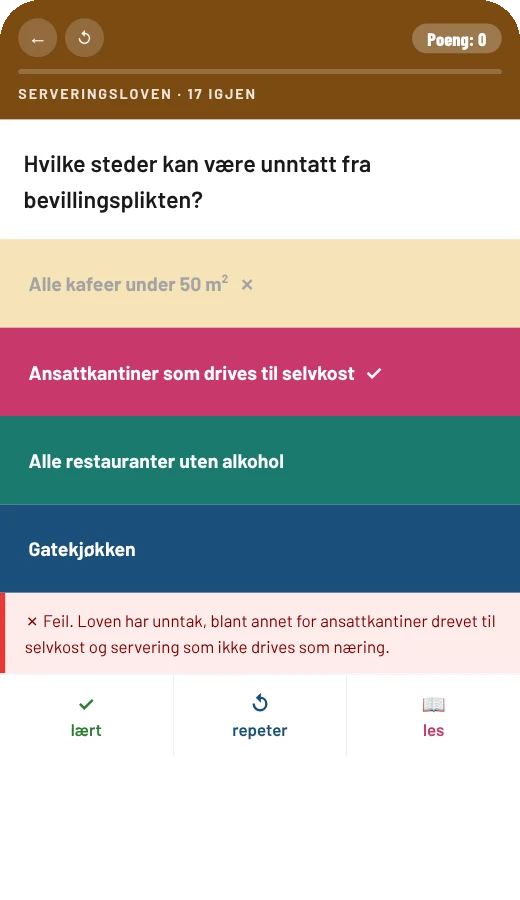 ←
Poeng: 0
SERVERINGSLOVEN · 17 IGJEN
Hvilke steder kan være unntatt fra
bevillingsplikten?
Alle kafeer under 50 m² ✕
Ansattkantiner som drives til selvkost ✓
Alle restauranter uten alkohol
Gatekjøkken
✕ Feil. Loven har unntak, blant annet for ansattkantiner drevet til
selvkost og servering som ikke drives som næring.
lært
repeter
les